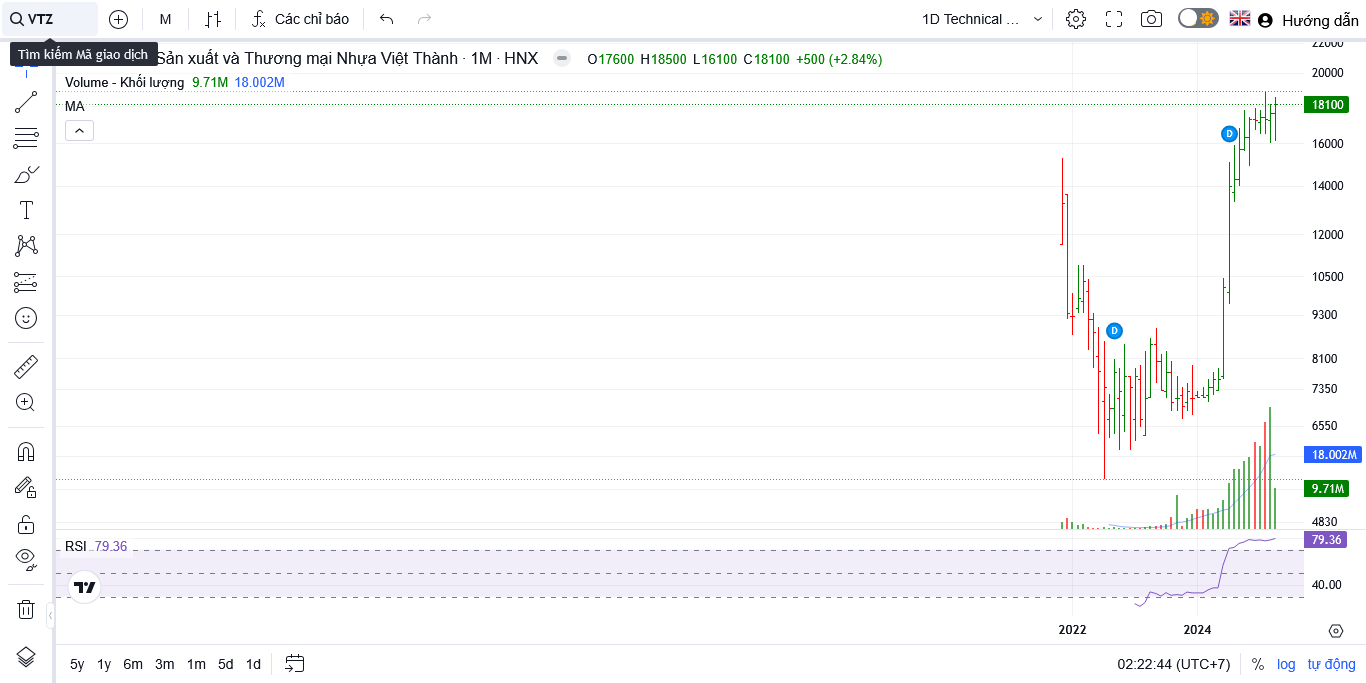 VTZ
M
Các chỉ báo
1D Technical ...
Hướng dẫn
Tìm kiếm Mã giao dịch
Sản xuất và Thương mại Nhựa Việt Thành · 1M · HNX
O17600 H18500 L16100 C18100 +500 (+2.84%)
Volume - Khối lượng 9.71M 18.002M
MA
22000
20000
18100
16000
14000
12000
10500
9300
8100
7350
6550
18.002M
9.71M
4830
D
D
RSI 79.36
79.36
40.00
2022
2024
5y 1y 6m 3m 1m 5d 1d
02:22:44 (UTC+7)
%
log
tự động